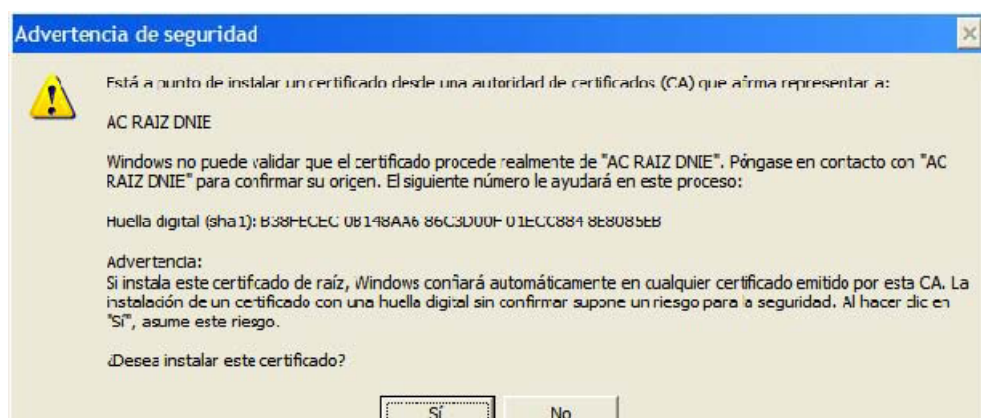 Advertencia de seguridad
Está a punto de instalar un certificado desde una autoridad de certificados (CA) que afirma representar a:
AC RAIZ DNIE
Windows no puede validar que el certificado procede realmente de "AC RAIZ DNIE". Póngase en contacto con "AC
RAIZ DNIE" para confirmar su origen. El siguiente número le ayudará en este proceso:
Huella digital (sha1): B38FECEC 0B148AA6 86C3D00F 01ECC884 8E8085EB
Advertencia:
Si instala este certificado de raíz, Windows confiará automáticamente en cualquier certificado emitido por esta CA. La
instalación de un certificado con una huella digital sin confirmar supone un riesgo para la seguridad. Al hacer clic en
"Sí", asume este riesgo.
¿Desea instalar este certificado?
Sí No